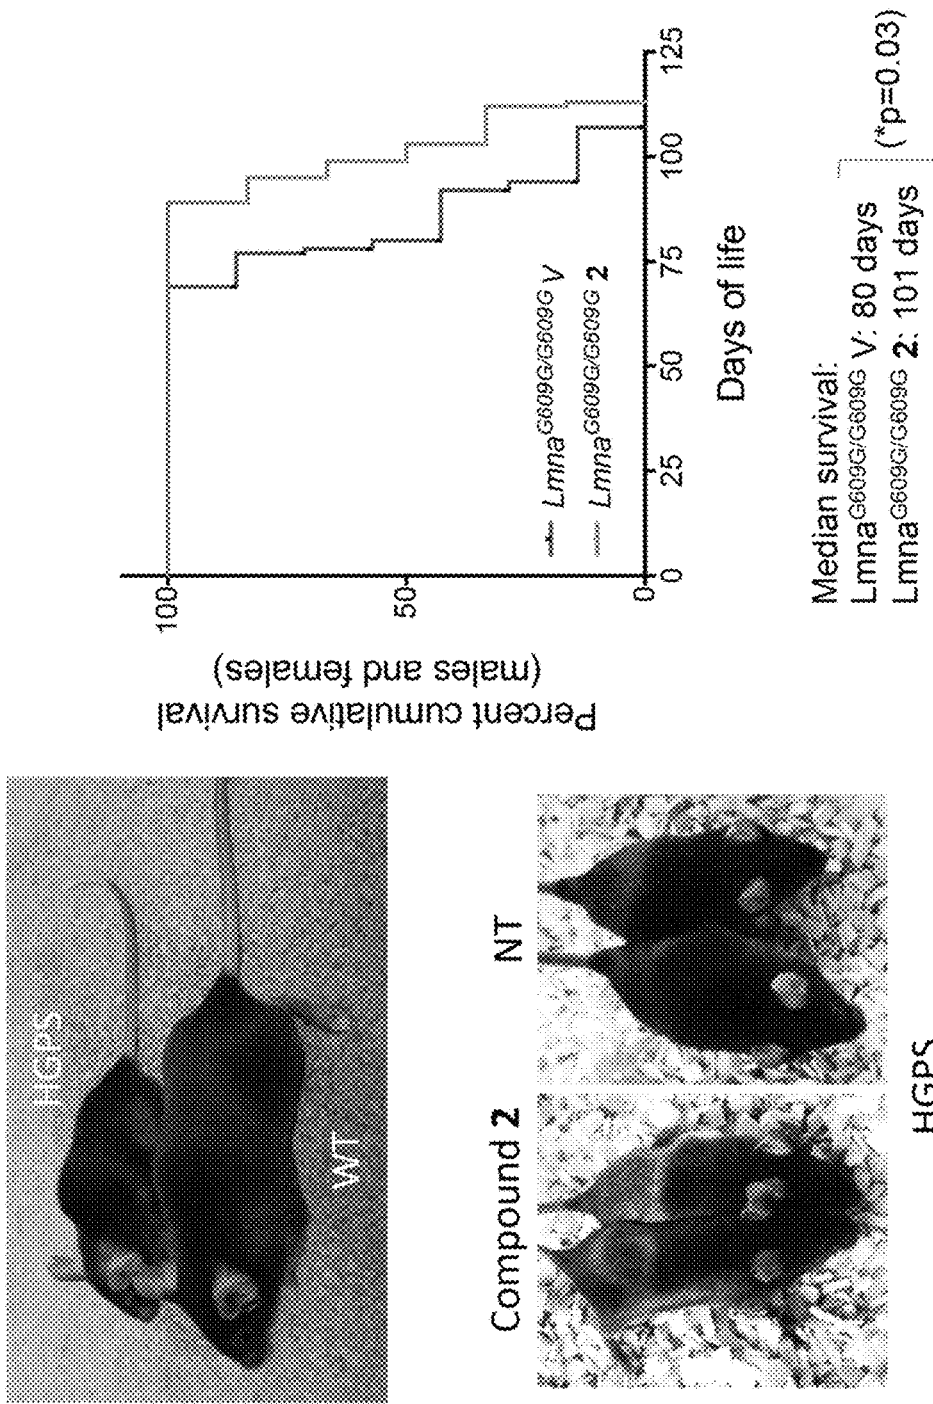 HGPS
WT
Compound 2
NT
HGPS
Percent cumulative survival
(males and females)
100
50
0
Lmna^G609G/G609G V
Lmna^G609G/G609G 2
0 25 50 75 100 125
Days of life
Median survival:
Lmna^G609G/G609G V: 80 days
Lmna^G609G/G609G 2: 101 days
(*p=0.03)